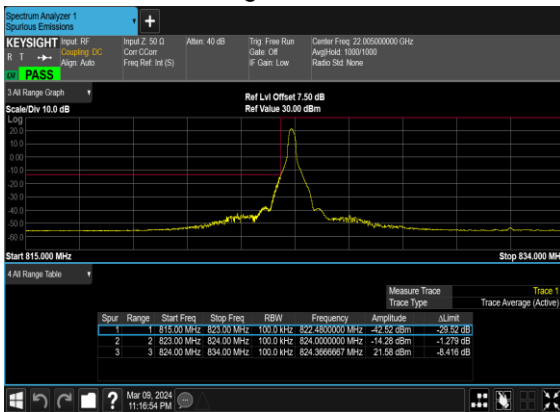 Spectrum Analyzer 1
Spurious Emissions
KEYSIGHT
R T
Input: RF
Coupling: DC
Align: Auto
Input Z: 50 Ω
Corr CCorr
Freq Ref: Int (S)
Atten: 40 dB
Trig: Free Run
Gate: Off
IF Gain: Low
Center Freq: 22.005000000 GHz
Avg|Hold: 1000/1000
Radio Std: None
PASS
3 All Range Graph
Scale/Div 10.0 dB
Ref Lvl Offset 7.50 dB
Ref Value 30.00 dBm
Log
20.0
10.0
0.00
-10.0
-20.0
-30.0
-40.0
-50.0
-60.0
Start 815.000 MHz
Stop 834.000 MH
4 All Range Table
Measure Trace Trace 1
Trace Type Trace Average (Active)
Spur Range Start Freq Stop Freq RBW Frequency Amplitude ΔLimit
1 1 815.00 MHz 823.00 MHz 100.0 kHz 822.4800000 MHz -42.52 dBm -29.52 dB
2 2 823.00 MHz 824.00 MHz 100.0 kHz 824.0000000 MHz -14.28 dBm -1.279 dB
3 3 824.00 MHz 834.00 MHz 100.0 kHz 824.3666667 MHz 21.58 dBm -8.416 dB
?
Mar 09, 2024
11:16:54 PM